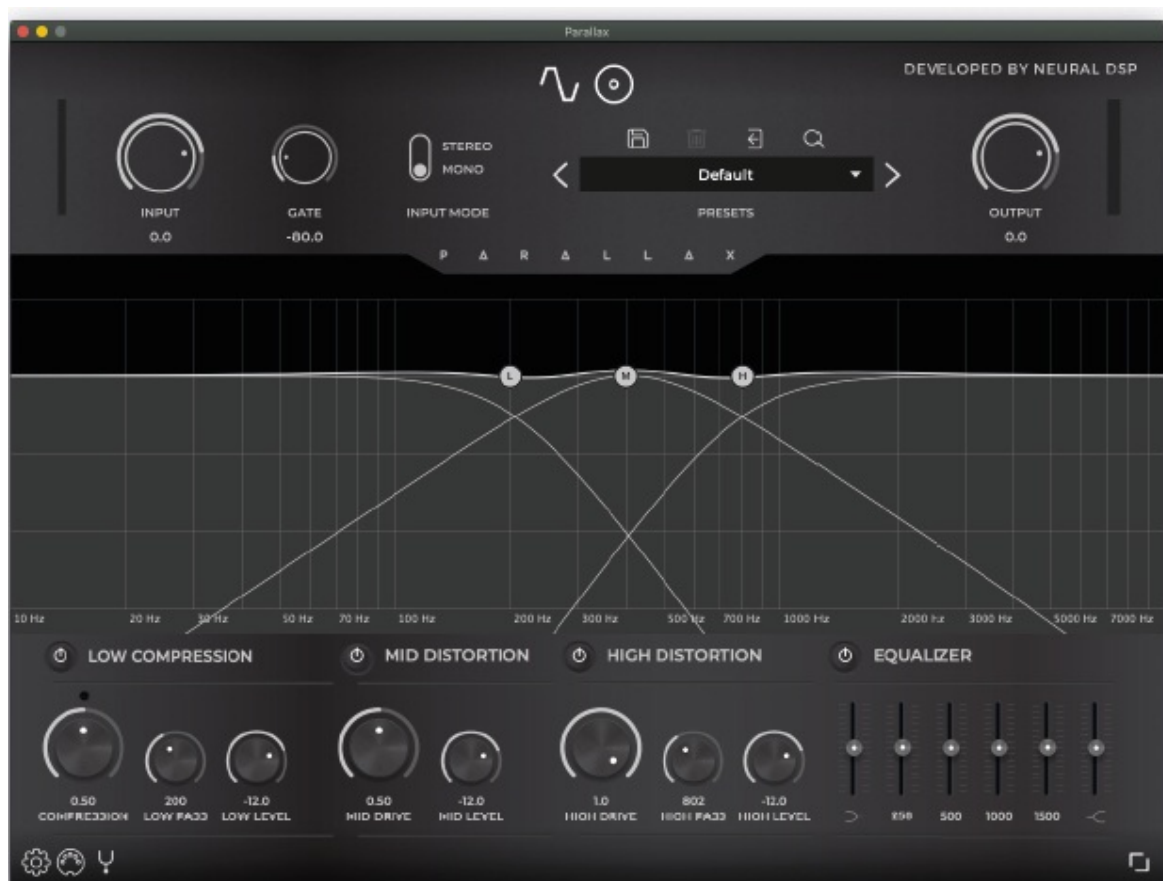 Parallax
DEVELOPED BY NEURAL DSP
STEREO
MONO
Default
INPUT GATE INPUT MODE PRESETS OUTPUT
0.0 -80.0 0.0
PARALLAX
L M H
10 Hz 20 Hz 30 Hz 50 Hz 70 Hz 100 Hz 200 Hz 300 Hz 500 Hz 700 Hz 1000 Hz 2000 Hz 3000 Hz 5000 Hz 7000 Hz
LOW COMPRESSION MID DISTORTION HIGH DISTORTION EQUALIZER
0.50 200 -12.0 0.50 -12.0 1.0 802 -12.0
COMPRESSION LOW PASS LOW LEVEL MID DRIVE MID LEVEL HIGH DRIVE HIGH PASS HIGH LEVEL 250 500 1000 1500